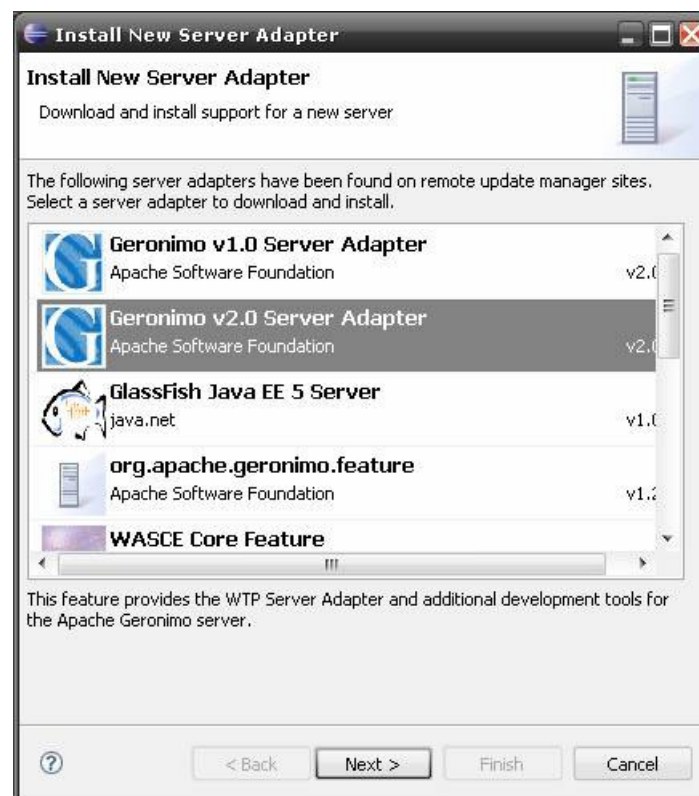 Install New Server Adapter
Install New Server Adapter
Download and install support for a new server
The following server adapters have been found on remote update manager sites.
Select a server adapter to download and install.
Geronimo v1.0 Server Adapter
Apache Software Foundation
Geronimo v2.0 Server Adapter
Apache Software Foundation
GlassFish Java EE 5 Server
java.net
org.apache.geronimo.feature
Apache Software Foundation
WASCE Core Feature
This feature provides the WTP Server Adapter and additional development tools for
the Apache Geronimo server.
< Back Next > Finish Cancel